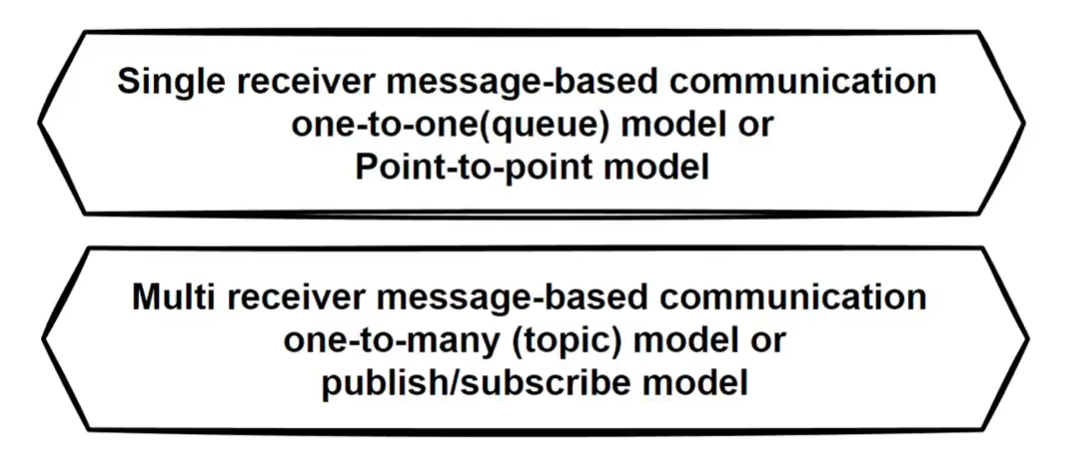 Single receiver message-based communication
one-to-one(queue) model or
Point-to-point model
Multi receiver message-based communication
one-to-many (topic) model or
publish/subscribe model